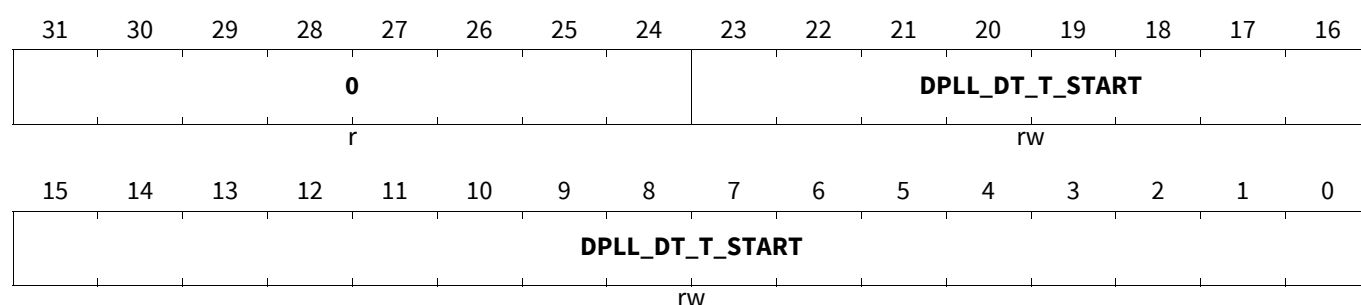 31 30 29 28 27 26 25 24 23 22 21 20 19 18 17 16
0 DPLL_DT_T_START
r rw
15 14 13 12 11 10 9 8 7 6 5 4 3 2 1 0
DPLL_DT_T_START
rw